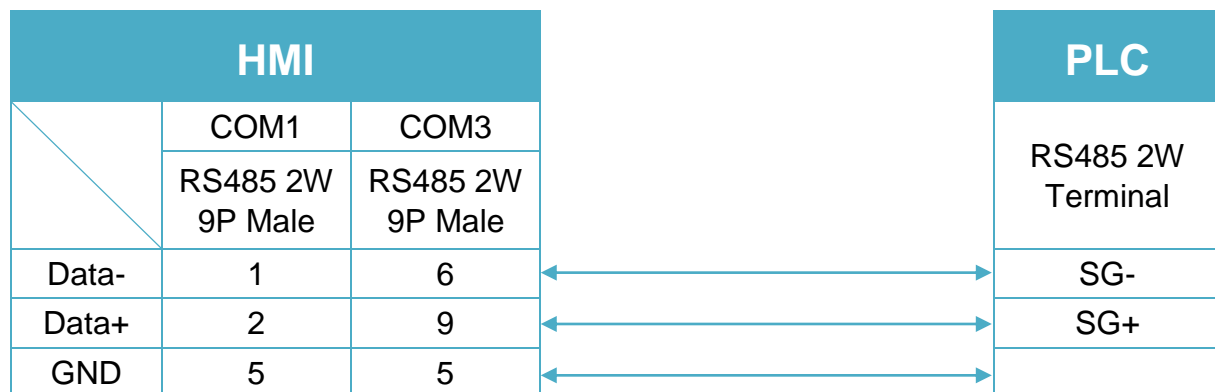 HMI PLC
COM1 COM3
RS485 2W
9P Male
RS485 2W
9P Male
RS485 2W
Terminal
Data- 1 6 SG-
Data+ 2 9 SG+
GND 5 5